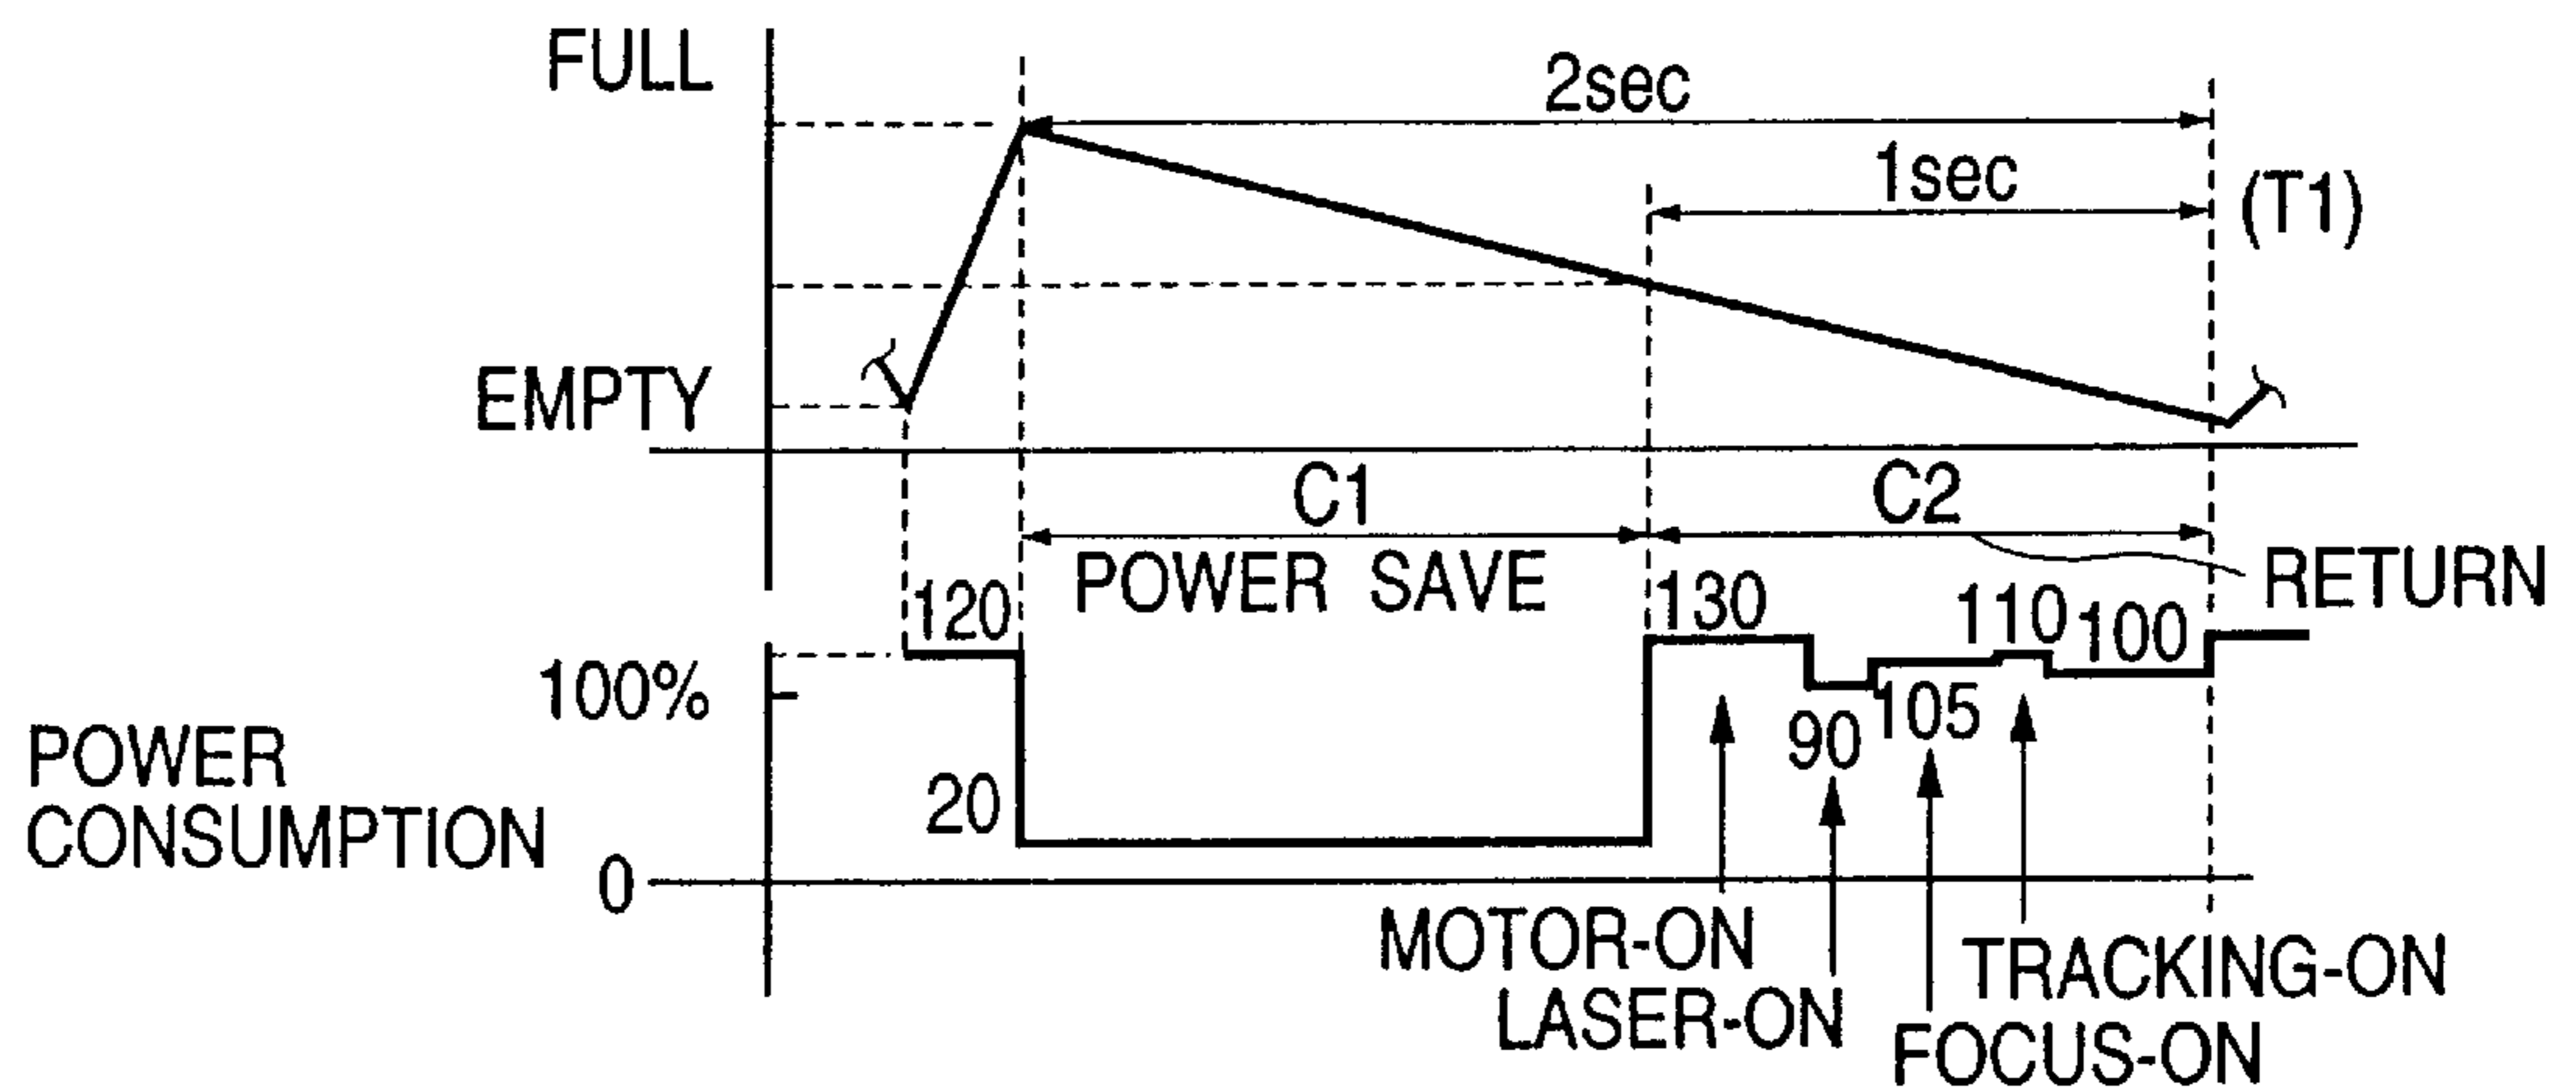 FULL
2sec
1sec
(T1)
EMPTY
C1
C2
POWER SAVE
RETURN
120
130
110
100
100%
105
90
POWER
CONSUMPTION
20
0
MOTOR-ON
LASER-ON
TRACKING-ON
FOCUS-ON